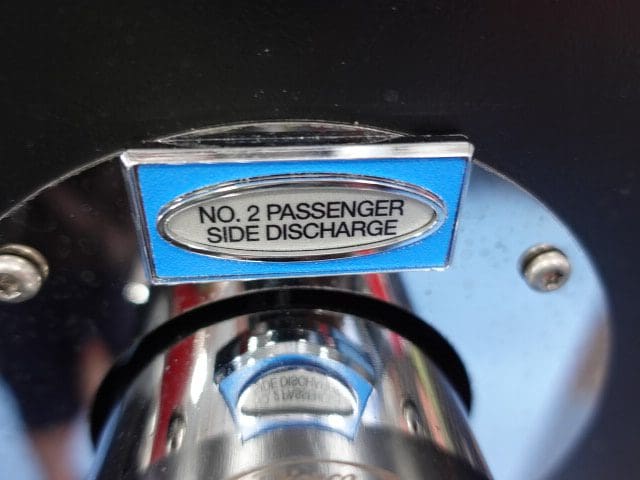 NO. 2 PASSENGER
SIDE DISCHARGE